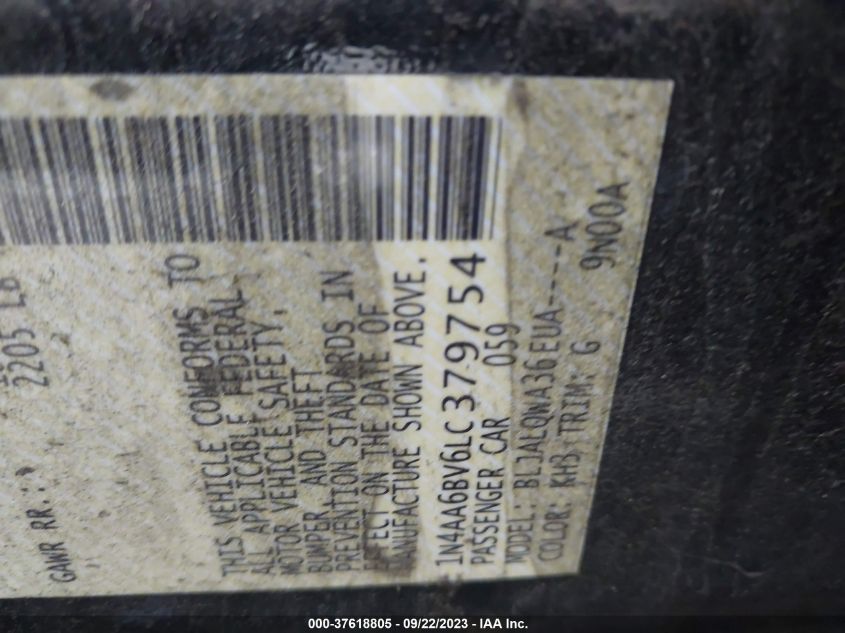 2205 LB
GAWR RR.:
THIS VEHICLE CONFORMS TO
ALL APPLICABLE FEDERAL
MOTOR VEHICLE SAFETY,
BUMPER, AND THEFT
PREVENTION STANDARDS IN
EFFECT ON THE DATE OF
MANUFACTURE SHOWN ABOVE.
1N4AA6BV6LC379754
PASSENGER CAR 059
MODEL: BLJALQWA36EUA----A
COLOR: KH3 TRIM: G 9N00A
000-37618805 - 09/22/2023 - IAA Inc.